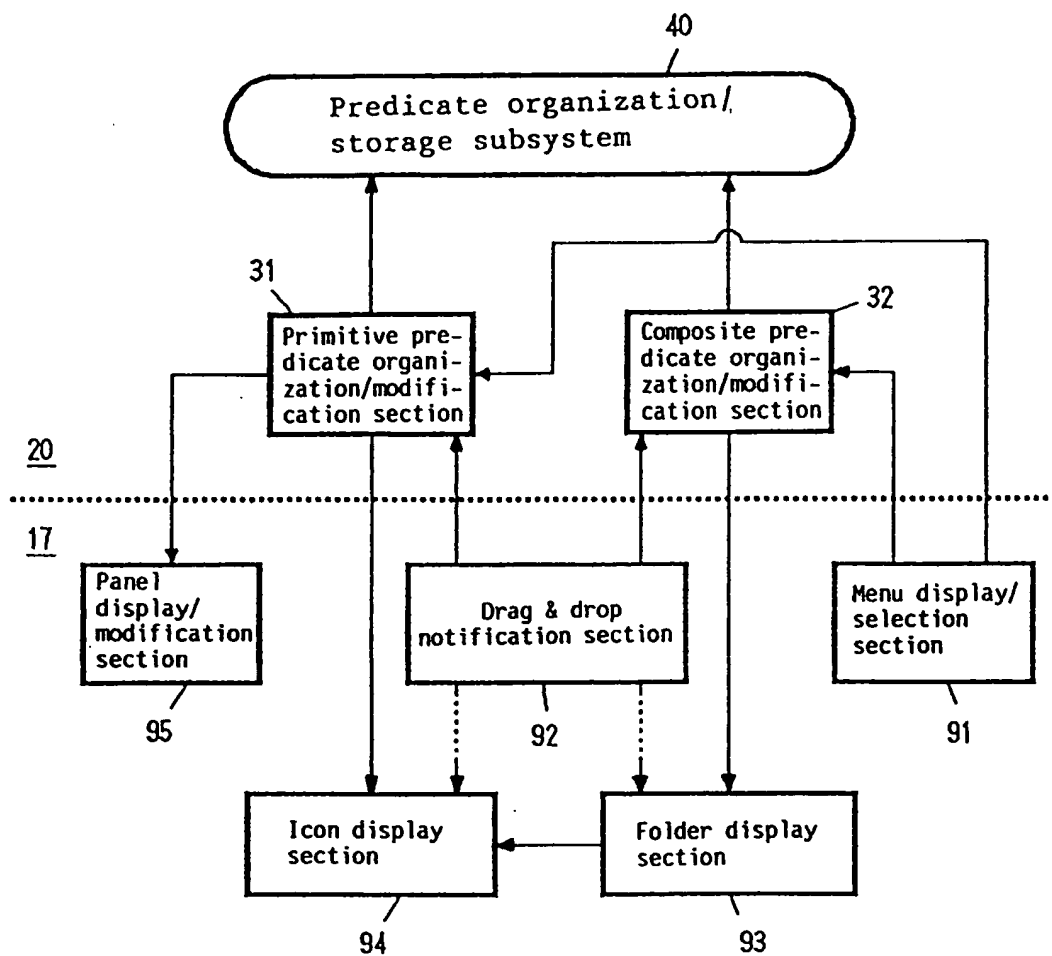 40
Predicate organization/
storage subsystem
31
32
Primitive pre-
dicate organi-
zation/modifi-
cation section
Composite pre-
dicate organi-
zation/modifi-
cation section
20
17
Panel
display/
modification
section
Drag & drop
notification section
Menu display/
selection
section
95
92
91
Icon display
section
Folder display
section
94
93